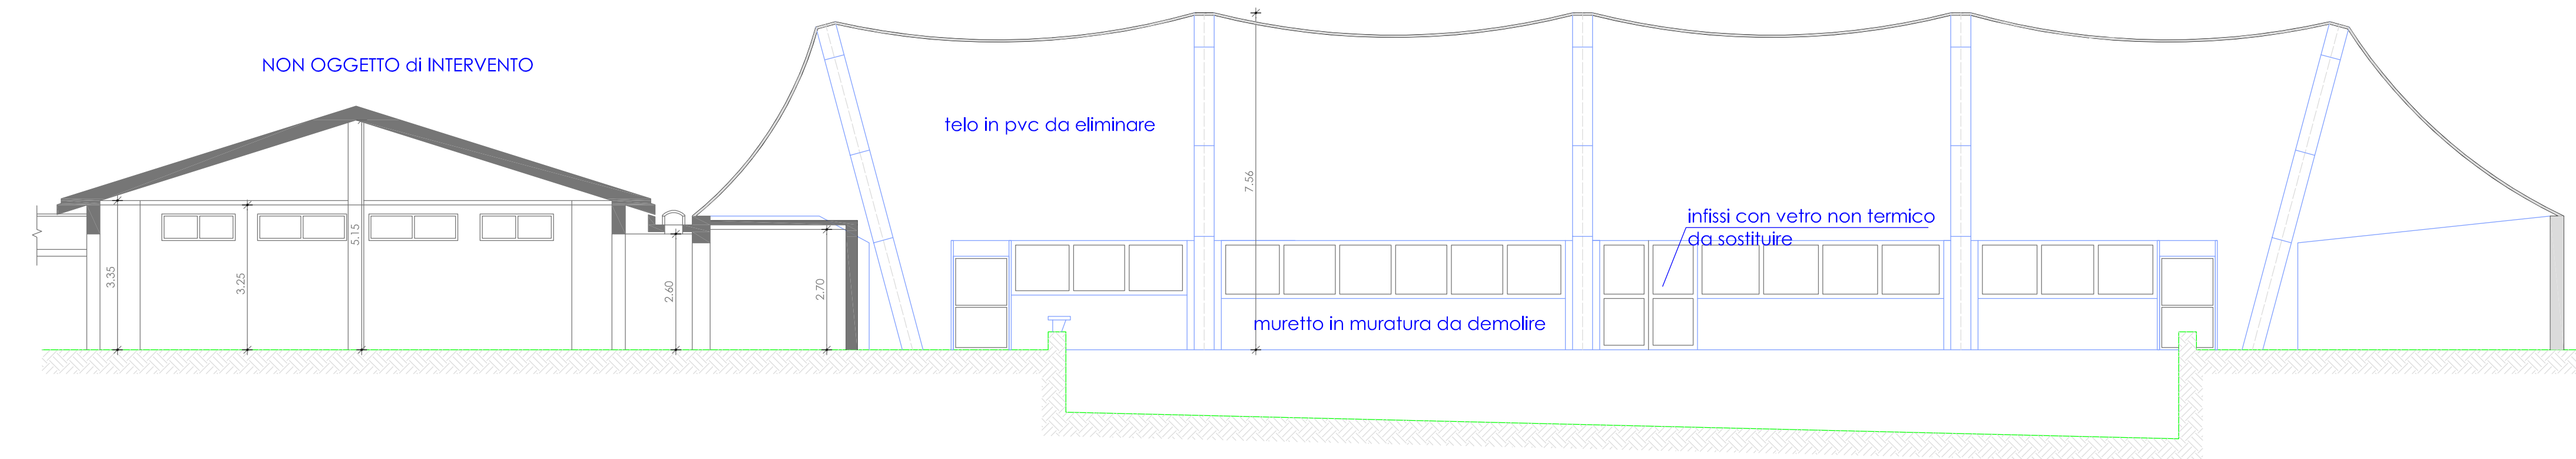 NON OGGETTO di INTERVENTO
telo in pvc da eliminare
7.56
infissi con vetro non termico
da sostituire
5.15
3.35
3.25
2.60
2.70
muretto in muratura da demolire